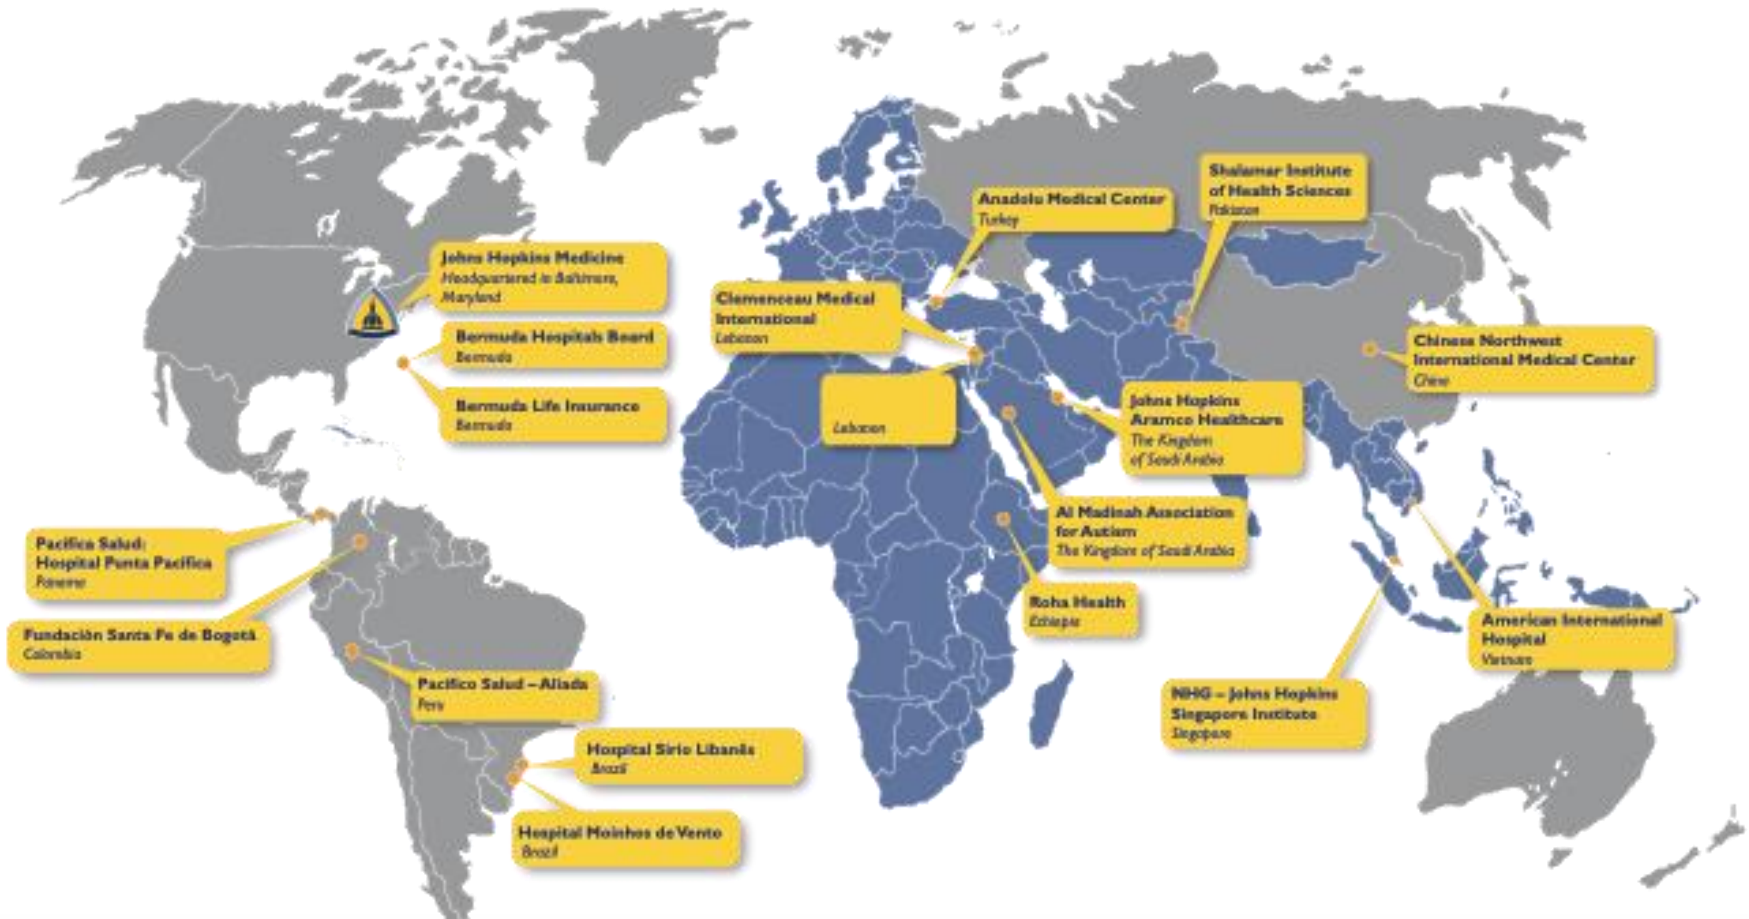 Shalamar Institute
of Health Sciences
Pakistan
Anadolu Medical Center
Turkey
Johns Hopkins Medicine
Headquartered in Baltimore,
Maryland
Clemenceau Medical
International
Lebanon
Bermuda Hospitals Board
Bermuda
Chinese Northwest
International Medical Center
China
Bermuda Life Insurance
Bermuda
Lebanon
Johns Hopkins
Aramco Healthcare
The Kingdom
of Saudi Arabia
Al Madinah Association
for Autism
The Kingdom of Saudi Arabia
Pacifica Salud:
Hospital Punta Pacifica
Panama
Roha Health
Ethiopia
Fundación Santa Fe de Bogotá
Colombia
American International
Hospital
Vietnam
Pacífico Salud – Aliada
Peru
NHG – Johns Hopkins
Singapore Institute
Singapore
Hospital Sírio Libanês
Brazil
Hospital Moinhos de Vento
Brazil